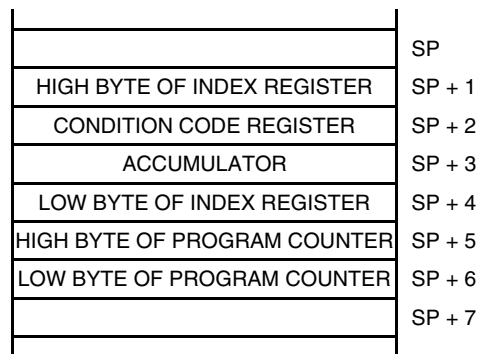 SP
HIGH BYTE OF INDEX REGISTER SP + 1
CONDITION CODE REGISTER SP + 2
ACCUMULATOR SP + 3
LOW BYTE OF INDEX REGISTER SP + 4
HIGH BYTE OF PROGRAM COUNTER SP + 5
LOW BYTE OF PROGRAM COUNTER SP + 6
SP + 7